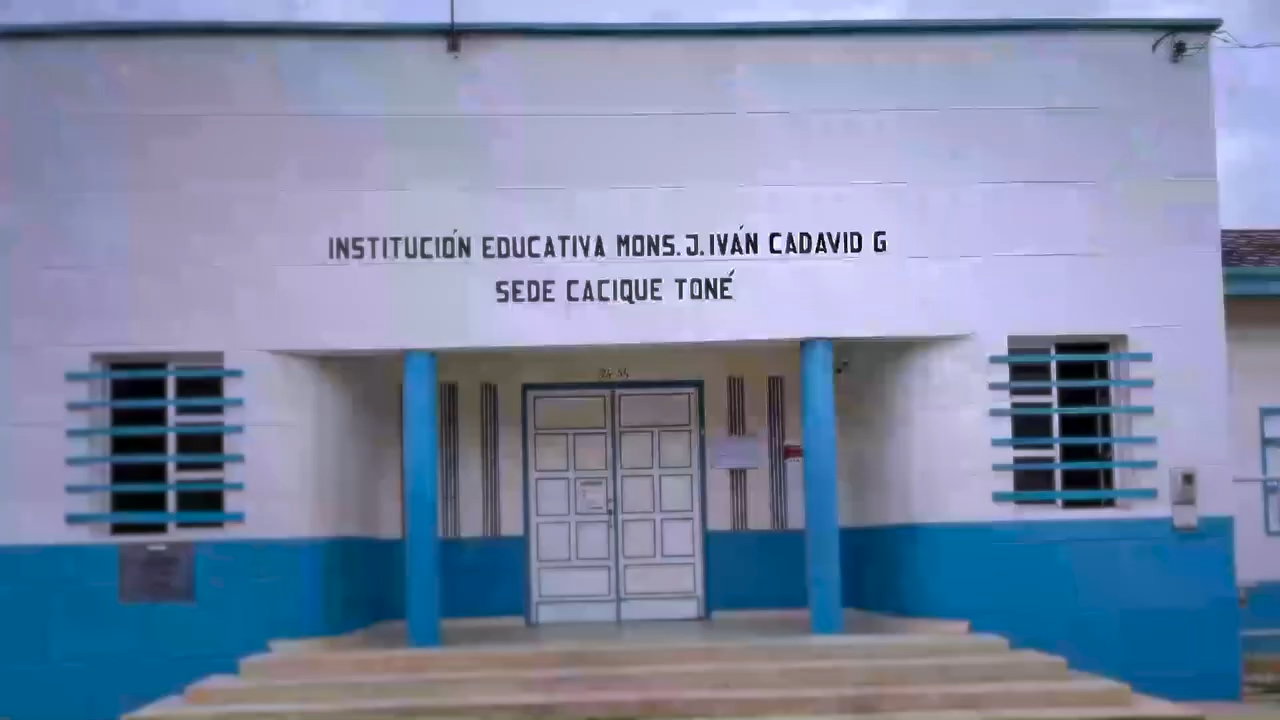 INSTITUCIÓN EDUCATIVA MONS. J. IVÁN CADAVID G
SEDE CACIQUE TONÉ